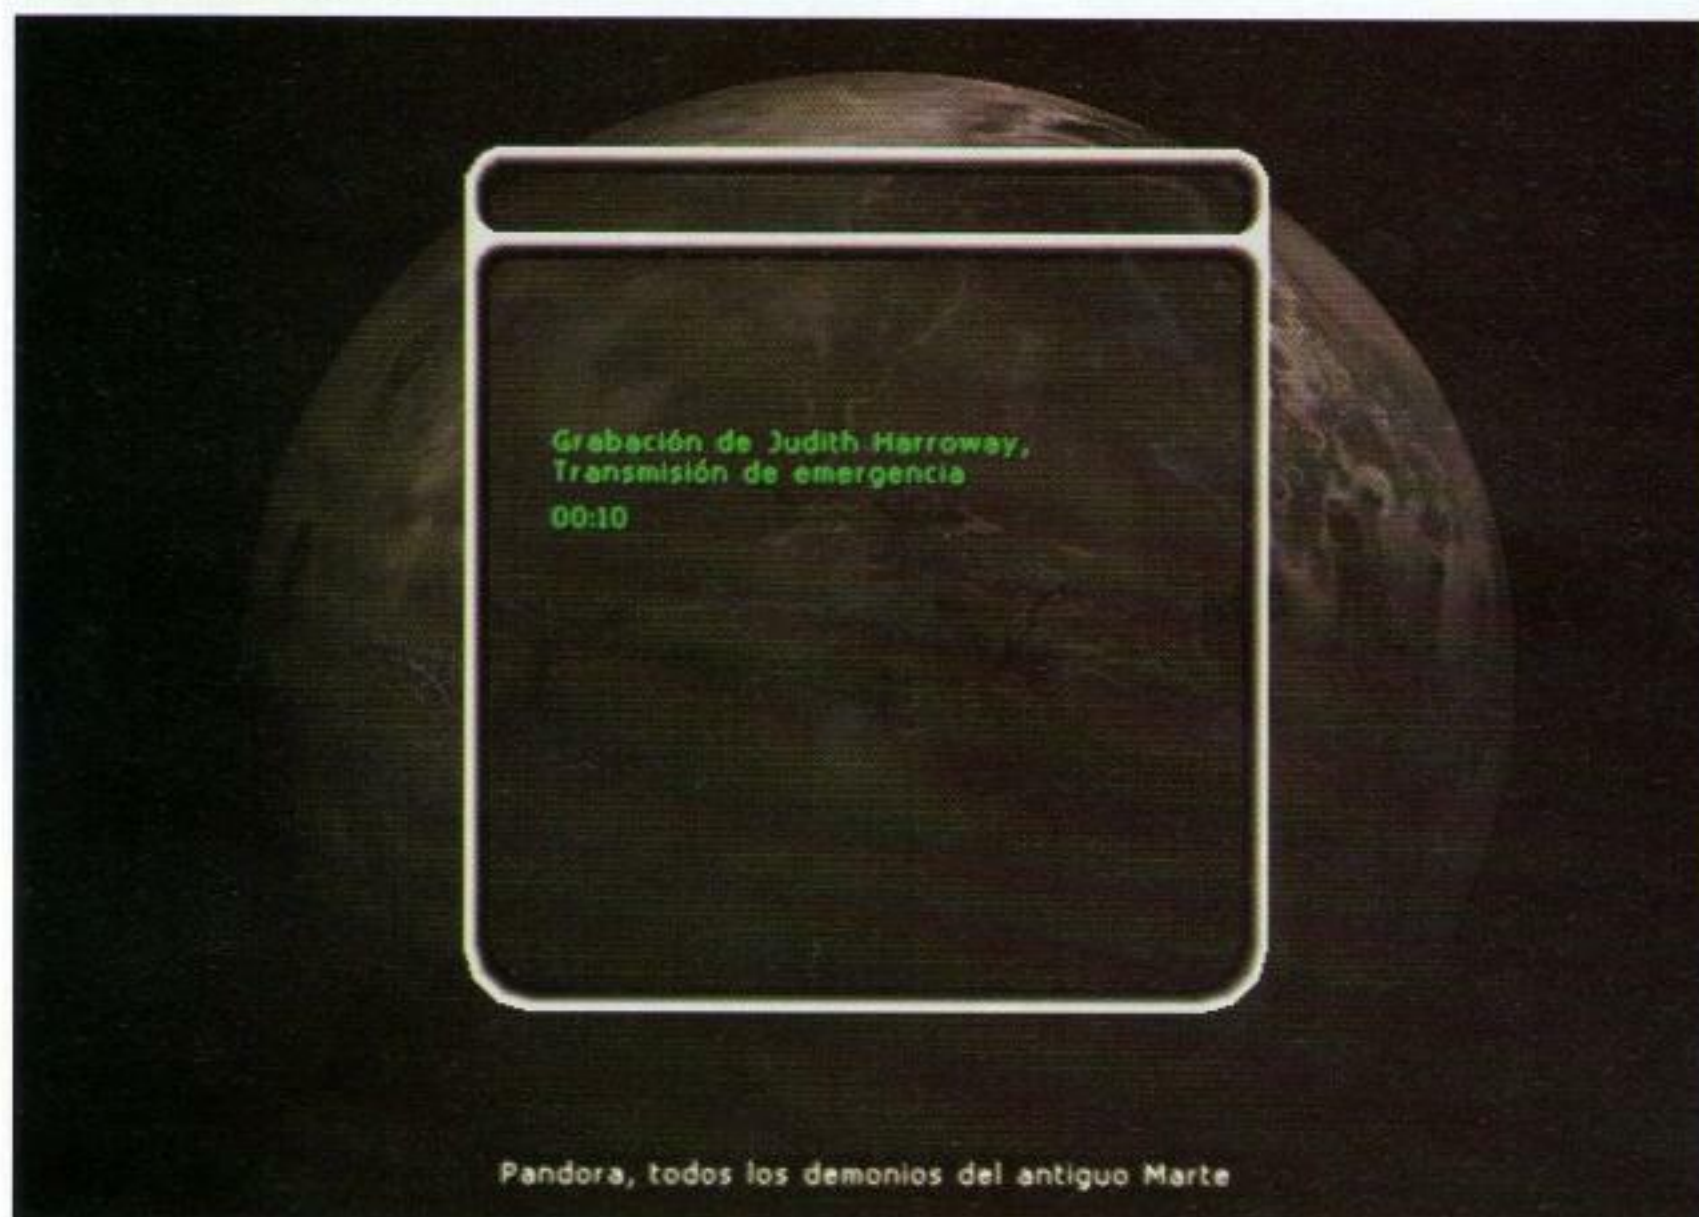 Grabación de Judith Harroway,
Transmisión de emergencia
00:10
Pandora, todos los demonios del antiguo Marte